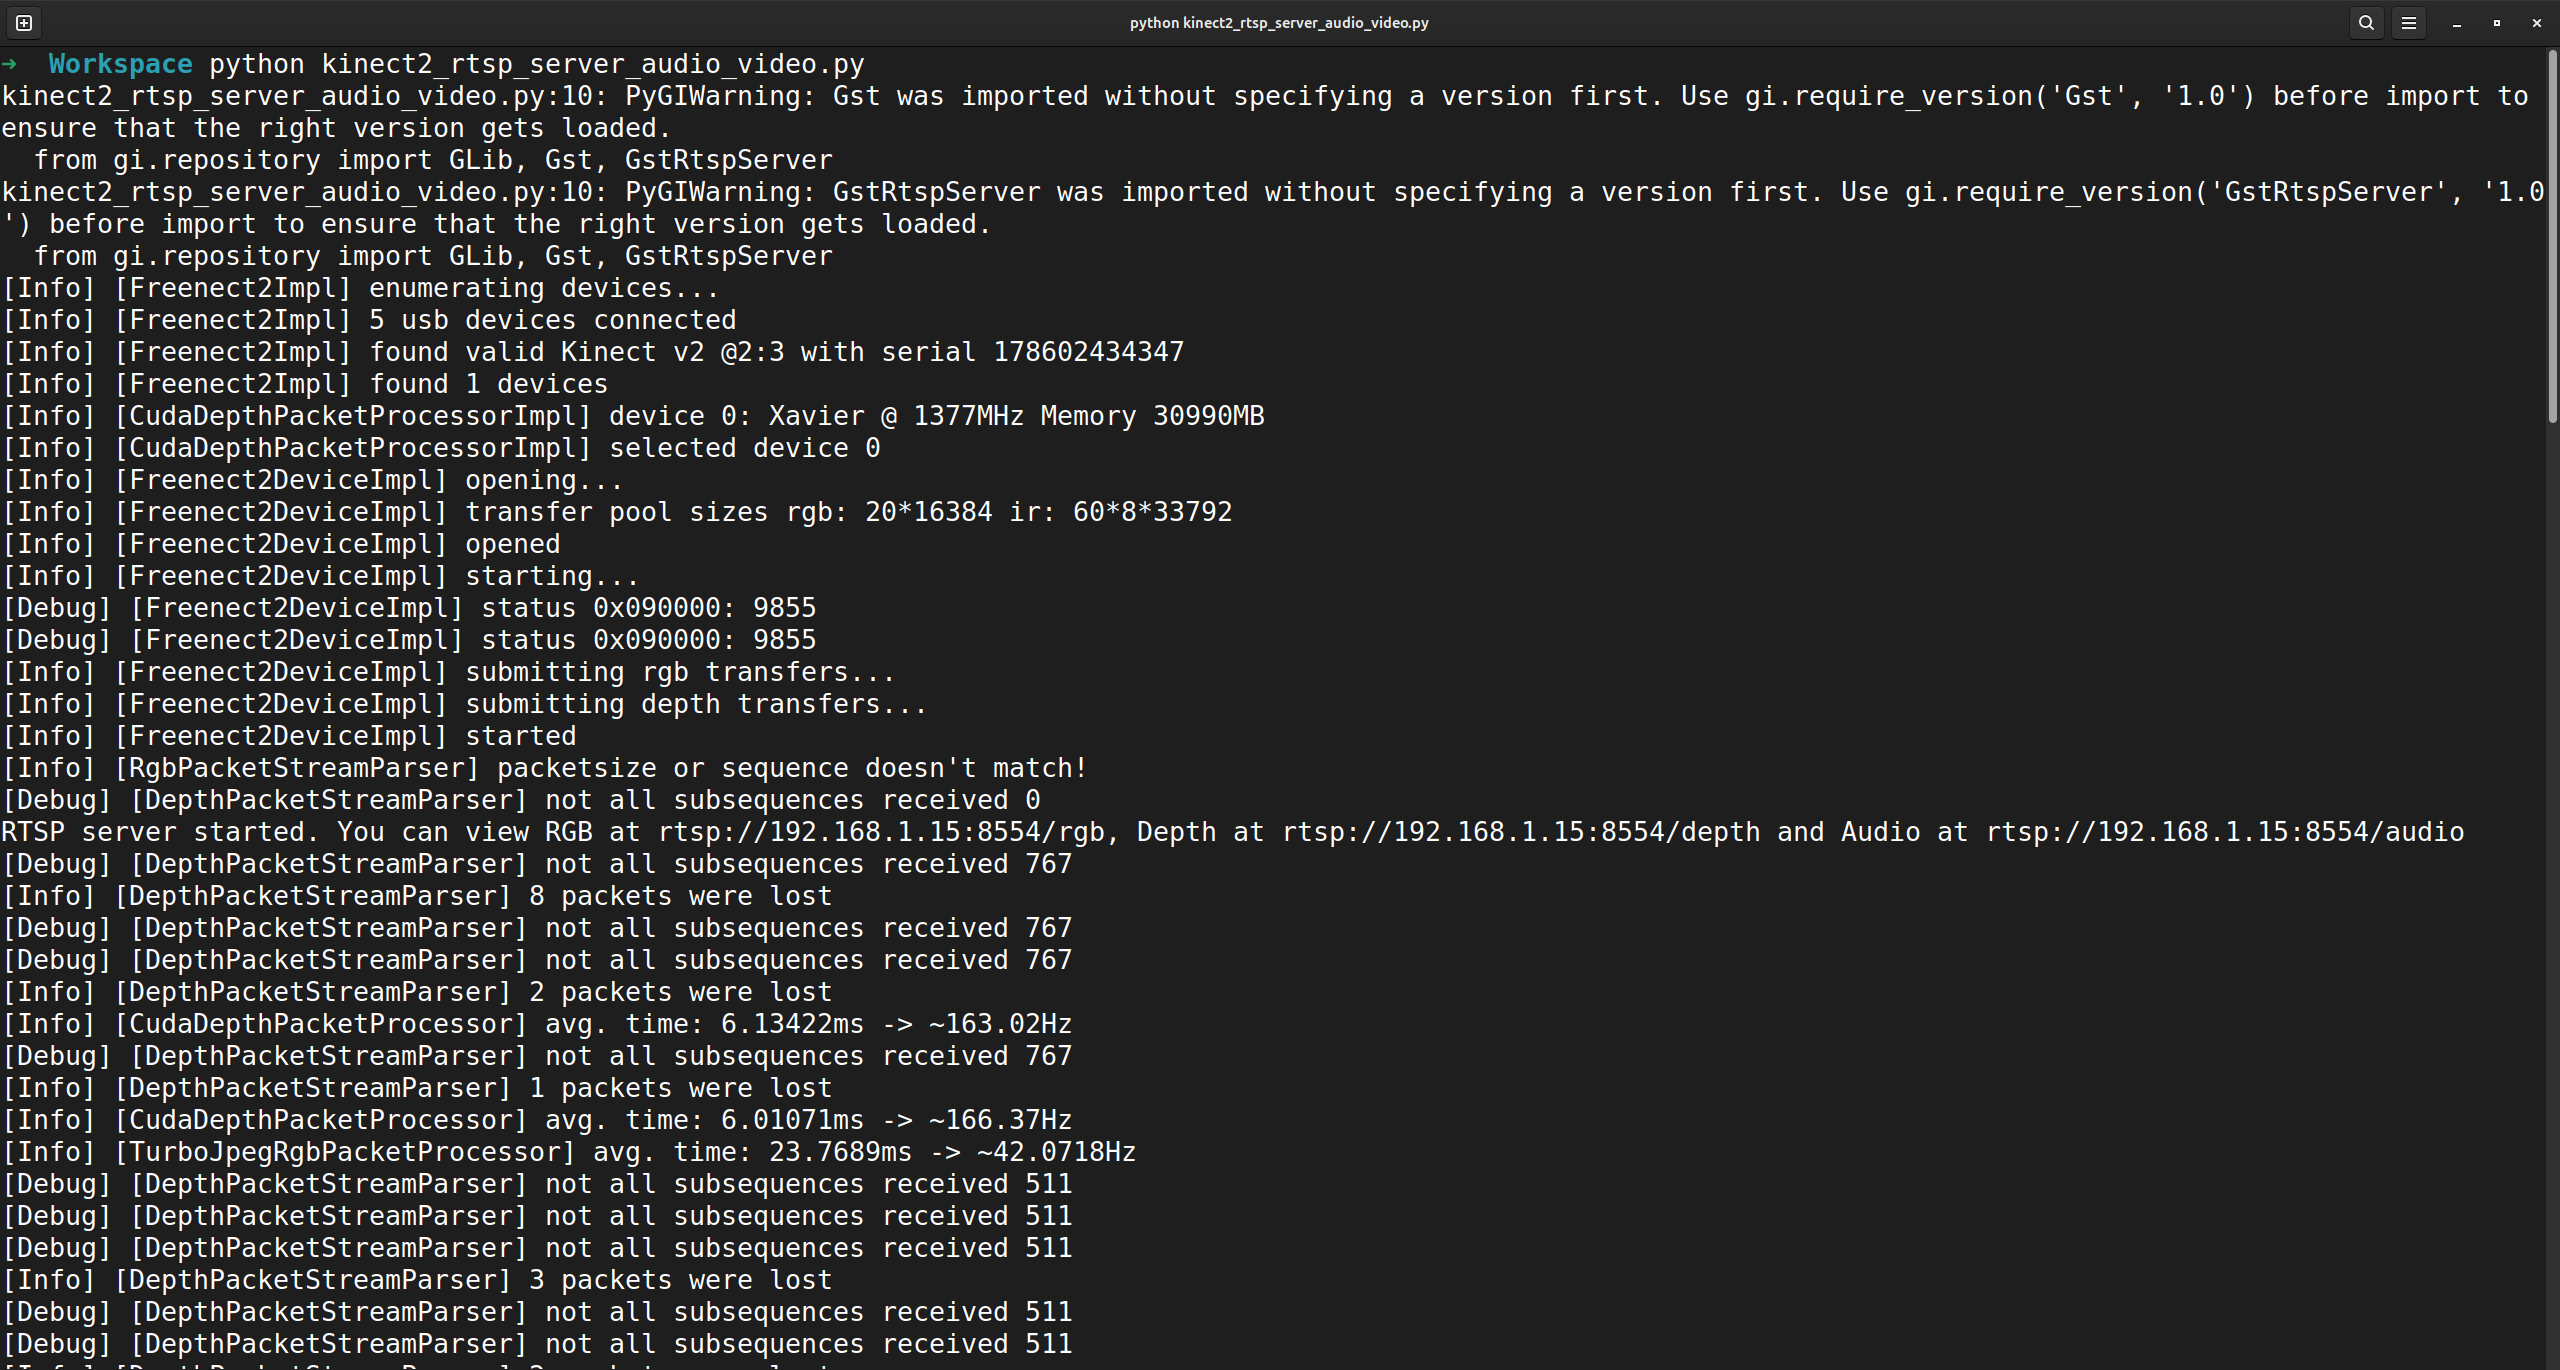 python kinect2_rtsp_server_audio_video.py
➜  Workspace python kinect2_rtsp_server_audio_video.py
kinect2_rtsp_server_audio_video.py:10: PyGIWarning: Gst was imported without specifying a version first. Use gi.require_version('Gst', '1.0') before import to
ensure that the right version gets loaded.
  from gi.repository import GLib, Gst, GstRtspServer
kinect2_rtsp_server_audio_video.py:10: PyGIWarning: GstRtspServer was imported without specifying a version first. Use gi.require_version('GstRtspServer', '1.0
') before import to ensure that the right version gets loaded.
  from gi.repository import GLib, Gst, GstRtspServer
[Info] [Freenect2Impl] enumerating devices...
[Info] [Freenect2Impl] 5 usb devices connected
[Info] [Freenect2Impl] found valid Kinect v2 @2:3 with serial 178602434347
[Info] [Freenect2Impl] found 1 devices
[Info] [CudaDepthPacketProcessorImpl] device 0: Xavier @ 1377MHz Memory 30990MB
[Info] [CudaDepthPacketProcessorImpl] selected device 0
[Info] [Freenect2DeviceImpl] opening...
[Info] [Freenect2DeviceImpl] transfer pool sizes rgb: 20*16384 ir: 60*8*33792
[Info] [Freenect2DeviceImpl] opened
[Info] [Freenect2DeviceImpl] starting...
[Debug] [Freenect2DeviceImpl] status 0x090000: 9855
[Debug] [Freenect2DeviceImpl] status 0x090000: 9855
[Info] [Freenect2DeviceImpl] submitting rgb transfers...
[Info] [Freenect2DeviceImpl] submitting depth transfers...
[Info] [Freenect2DeviceImpl] started
[Info] [RgbPacketStreamParser] packetsize or sequence doesn't match!
[Debug] [DepthPacketStreamParser] not all subsequences received 0
RTSP server started. You can view RGB at rtsp://192.168.1.15:8554/rgb, Depth at rtsp://192.168.1.15:8554/depth and Audio at rtsp://192.168.1.15:8554/audio
[Debug] [DepthPacketStreamParser] not all subsequences received 767
[Info] [DepthPacketStreamParser] 8 packets were lost
[Debug] [DepthPacketStreamParser] not all subsequences received 767
[Debug] [DepthPacketStreamParser] not all subsequences received 767
[Info] [DepthPacketStreamParser] 2 packets were lost
[Info] [CudaDepthPacketProcessor] avg. time: 6.13422ms -> ~163.02Hz
[Debug] [DepthPacketStreamParser] not all subsequences received 767
[Info] [DepthPacketStreamParser] 1 packets were lost
[Info] [CudaDepthPacketProcessor] avg. time: 6.01071ms -> ~166.37Hz
[Info] [TurboJpegRgbPacketProcessor] avg. time: 23.7689ms -> ~42.0718Hz
[Debug] [DepthPacketStreamParser] not all subsequences received 511
[Debug] [DepthPacketStreamParser] not all subsequences received 511
[Debug] [DepthPacketStreamParser] not all subsequences received 511
[Info] [DepthPacketStreamParser] 3 packets were lost
[Debug] [DepthPacketStreamParser] not all subsequences received 511
[Debug] [DepthPacketStreamParser] not all subsequences received 511